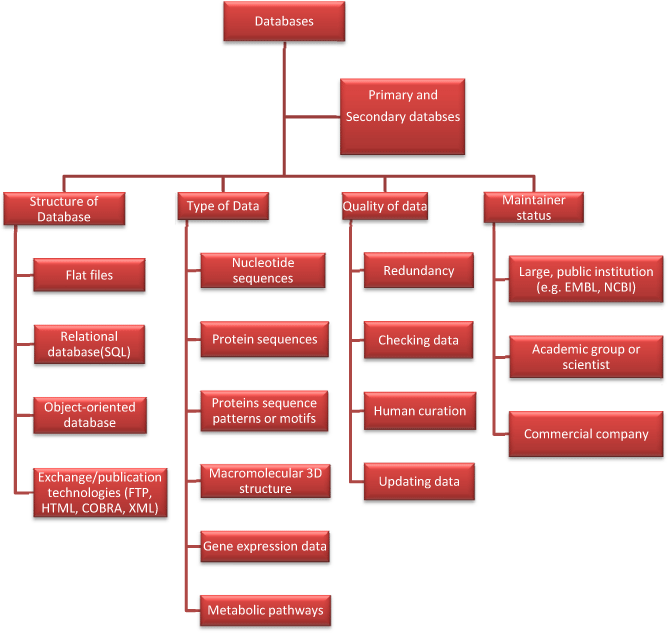 Databases
Primary and
Secondary databses
Structure of
Database
Type of Data
Quality of data
Maintainer
status
Flat files
Relational
database(SQL)
Object-oriented
database
Exchange/publication
technologies (FTP,
HTML, COBRA, XML)
Nucleotide
sequences
Protein sequences
Proteins sequence
patterns or motifs
Macromolecular 3D
structure
Gene expression data
Metabolic pathways
Redundancy
Checking data
Human curation
Updating data
Large, public institution
(e.g. EMBL, NCBI)
Academic group or
scientist
Commercial company